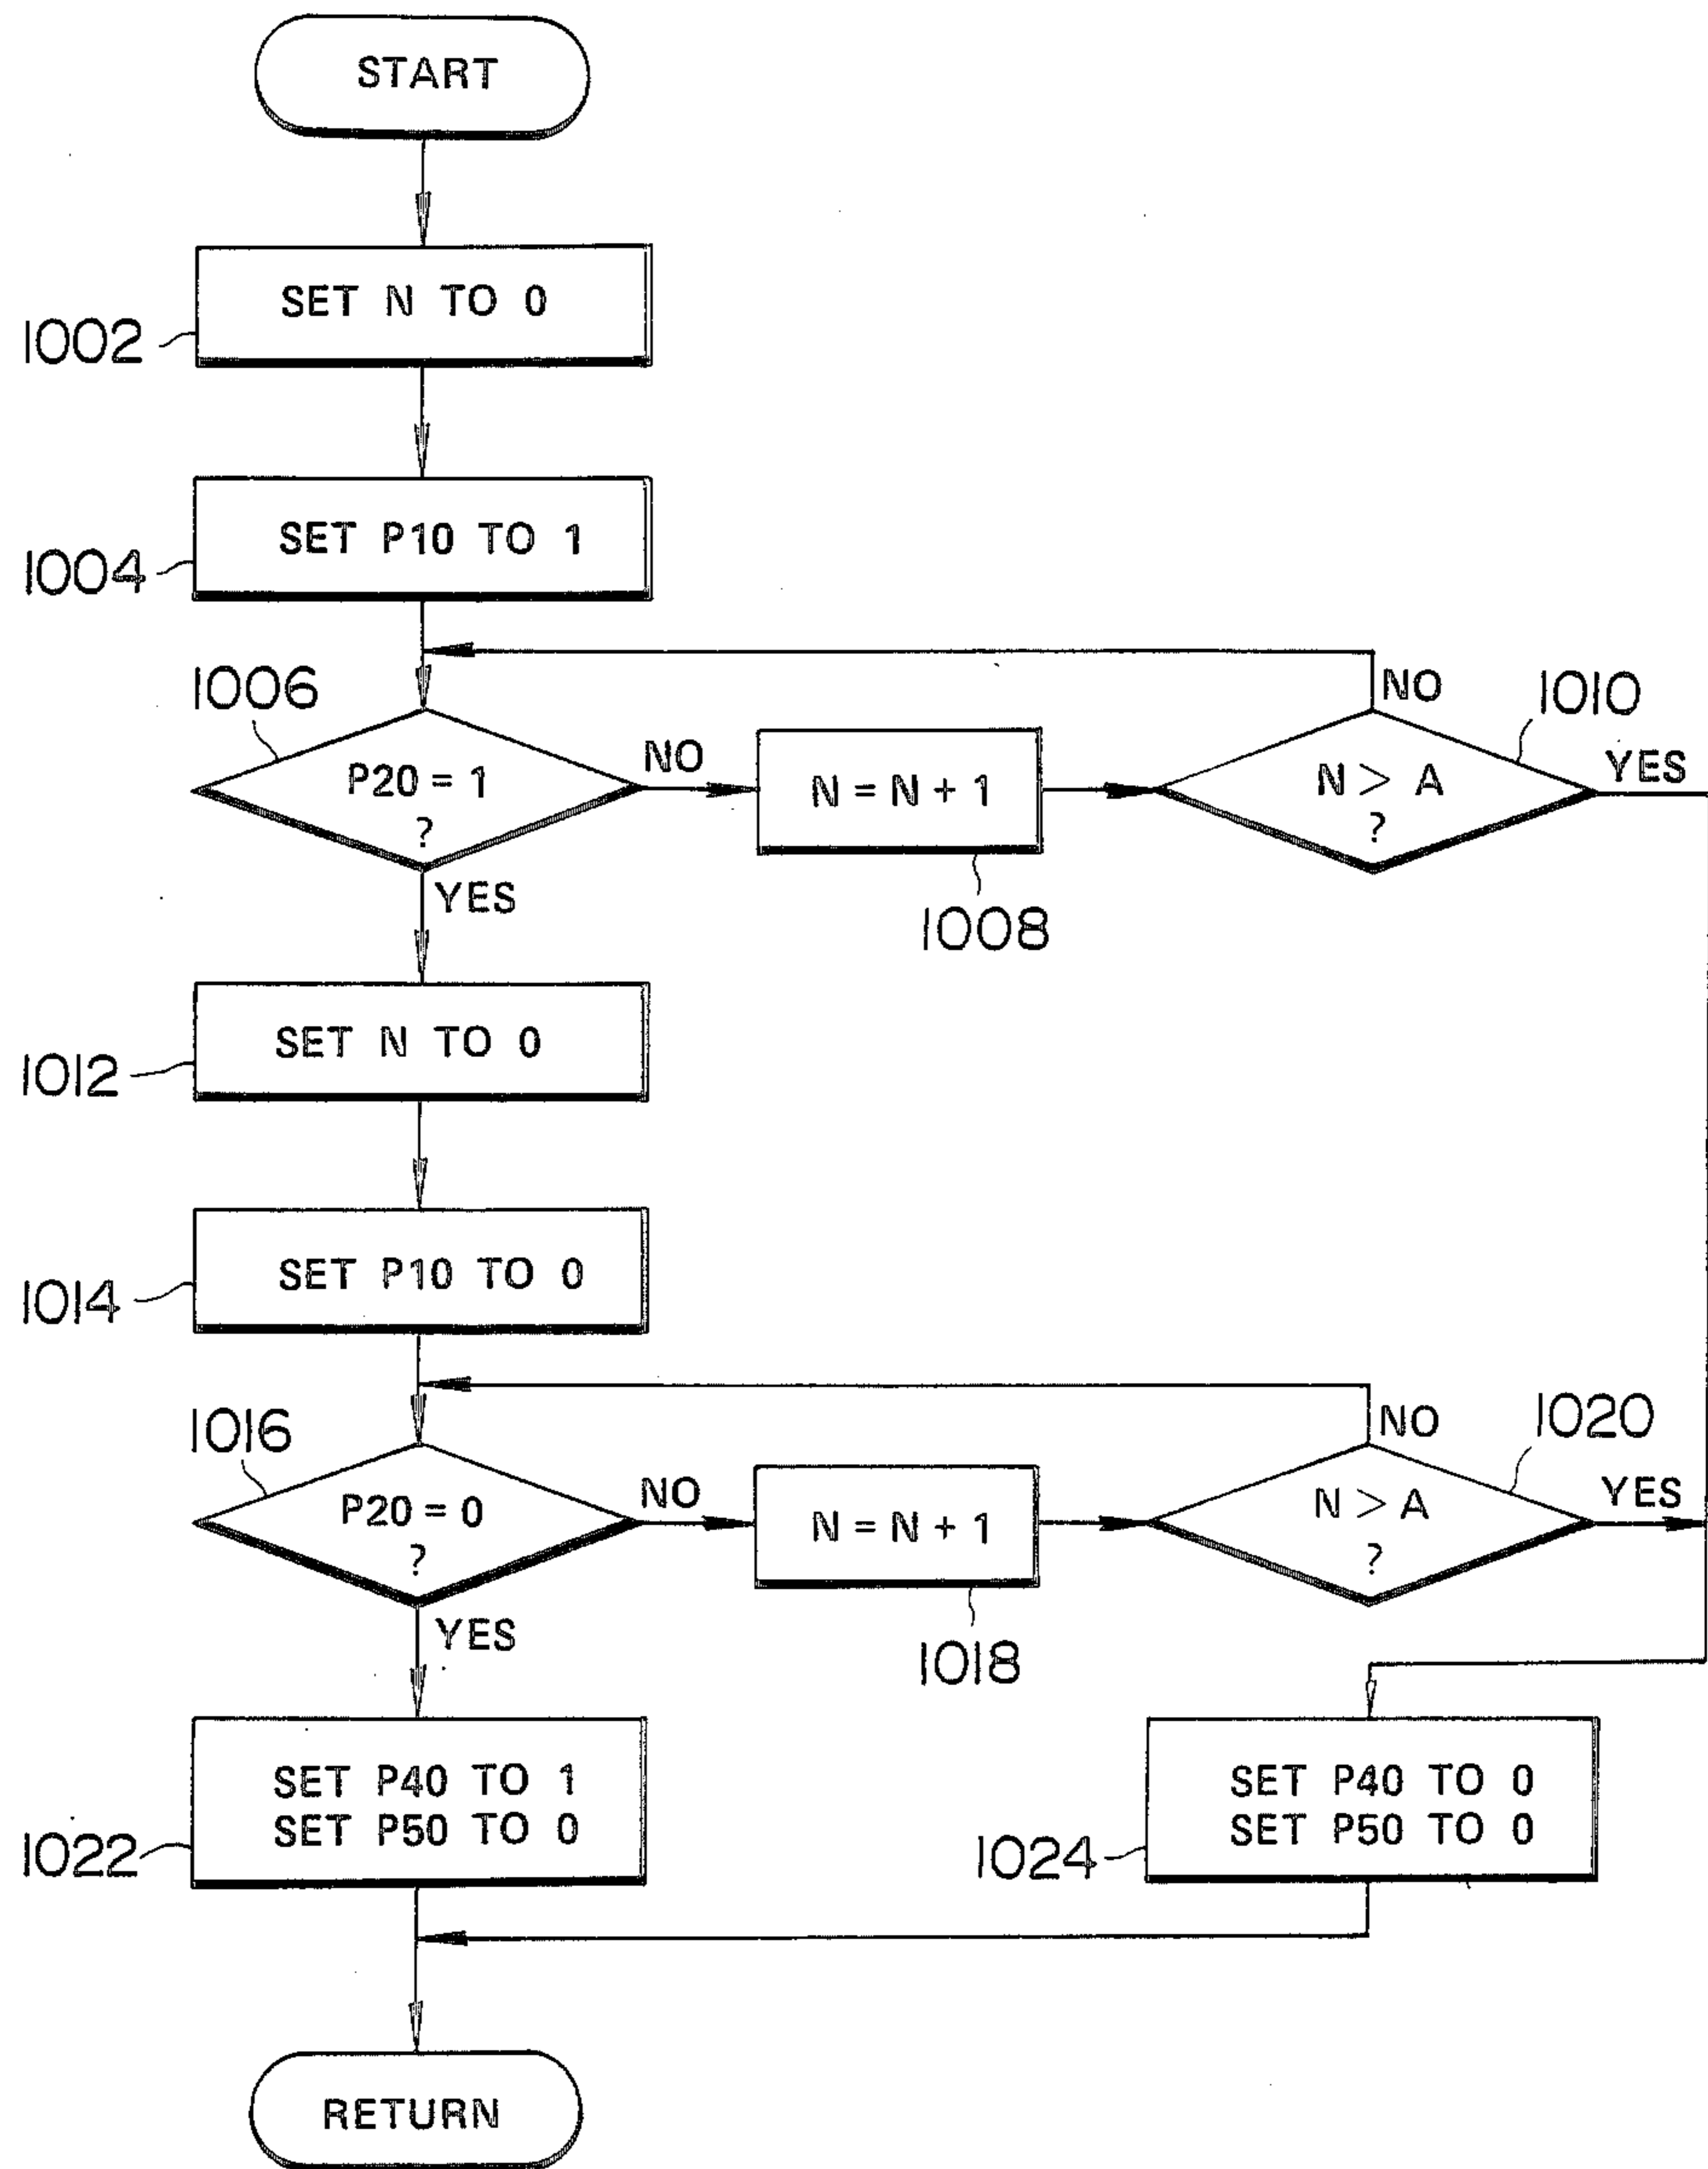 START
SET N TO 0
1002
SET P10 TO 1
1004
1006
P20 = 1
?
NO
YES
N = N + 1
1008
NO
1010
N > A
?
YES
SET N TO 0
1012
SET P10 TO 0
1014
1016
P20 = 0
?
NO
YES
N = N + 1
1018
NO
1020
N > A
?
YES
SET P40 TO 1
SET P50 TO 0
1022
SET P40 TO 0
SET P50 TO 0
1024
RETURN